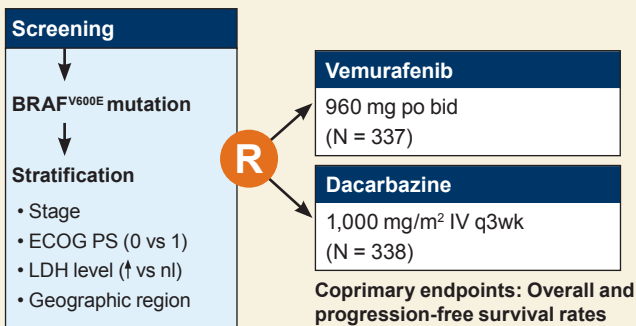 Screening
BRAFV600E mutation
Stratification
• Stage
• ECOG PS (0 vs 1)
• LDH level (↑ vs nl)
• Geographic region
R
Vemurafenib
960 mg po bid
(N = 337)
Dacarbazine
1,000 mg/m² IV q3wk
(N = 338)
Coprimary endpoints: Overall and
progression-free survival rates